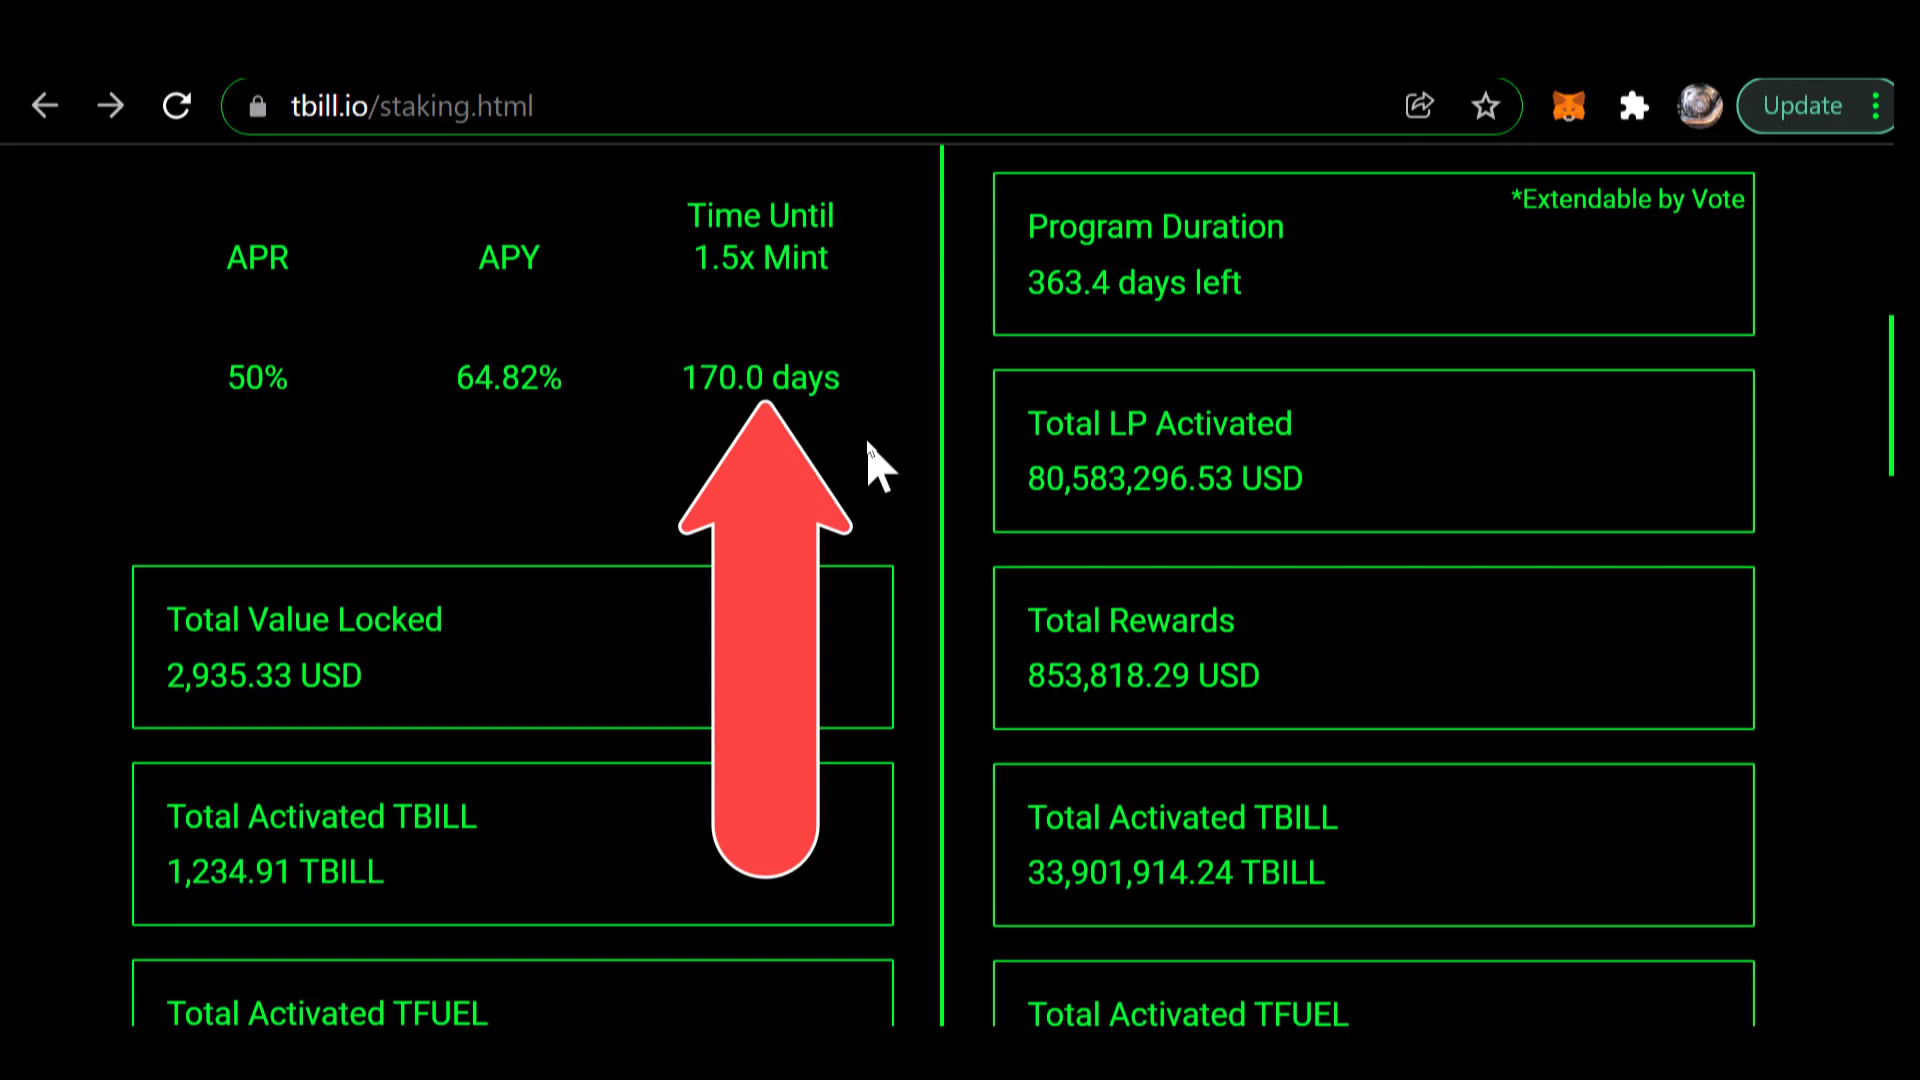 tbill.io/staking.html
Update
APR
APY
Time Until
1.5x Mint
50%
64.82%
170.0 days
Total Value Locked
2,935.33 USD
Total Activated TBILL
1,234.91 TBILL
Total Activated TFUEL
*Extendable by Vote
Program Duration
363.4 days left
Total LP Activated
80,583,296.53 USD
Total Rewards
853,818.29 USD
Total Activated TBILL
33,901,914.24 TBILL
Total Activated TFUEL